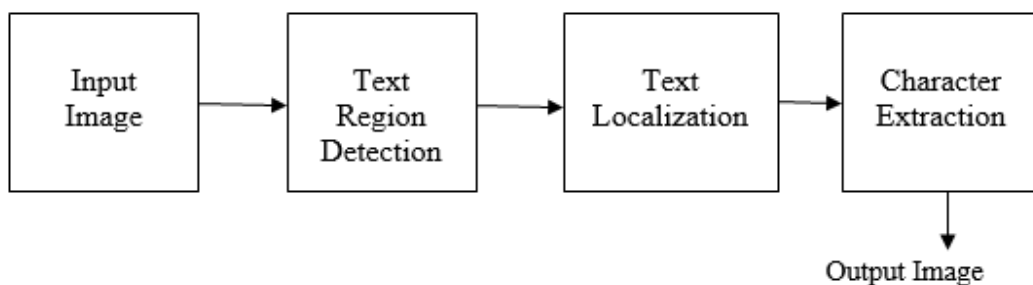 Input
Image
Text
Region
Detection
Text
Localization
Character
Extraction
Output Image